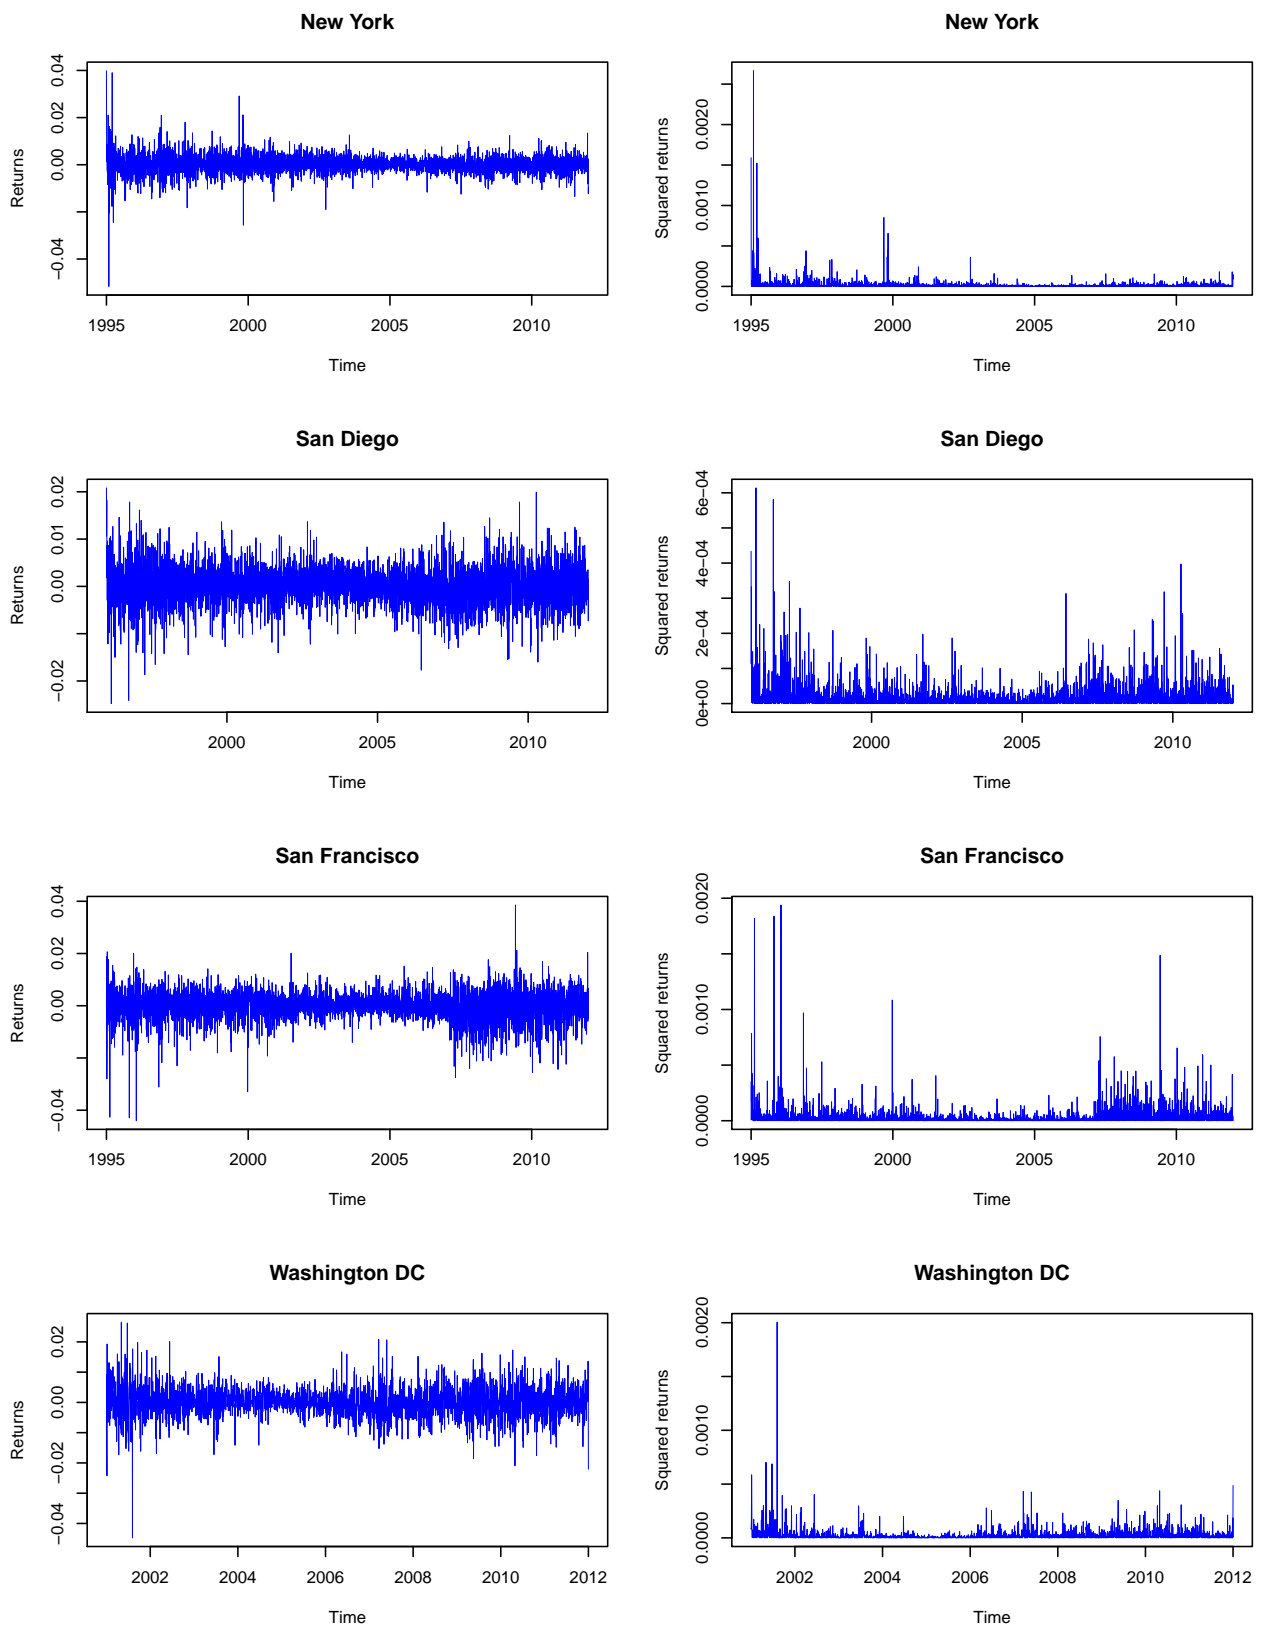 New York
New York
Returns
−0.04
0.00
0.02
0.04
1995
2000
2005
2010
Time
Squared returns
0.0000
0.0010
0.0020
1995
2000
2005
2010
Time
San Diego
San Diego
Returns
−0.02
0.00
0.01
0.02
2000
2005
2010
Time
Squared returns
0e+00
2e−04
4e−04
6e−04
2000
2005
2010
Time
San Francisco
San Francisco
Returns
−0.04
0.00
0.02
0.04
1995
2000
2005
2010
Time
Squared returns
0.0000
0.0010
0.0020
1995
2000
2005
2010
Time
Washington DC
Washington DC
Returns
−0.04
−0.02
0.00
0.02
2002
2004
2006
2008
2010
2012
Time
Squared returns
0.0000
0.0010
0.0020
2002
2004
2006
2008
2010
2012
Time